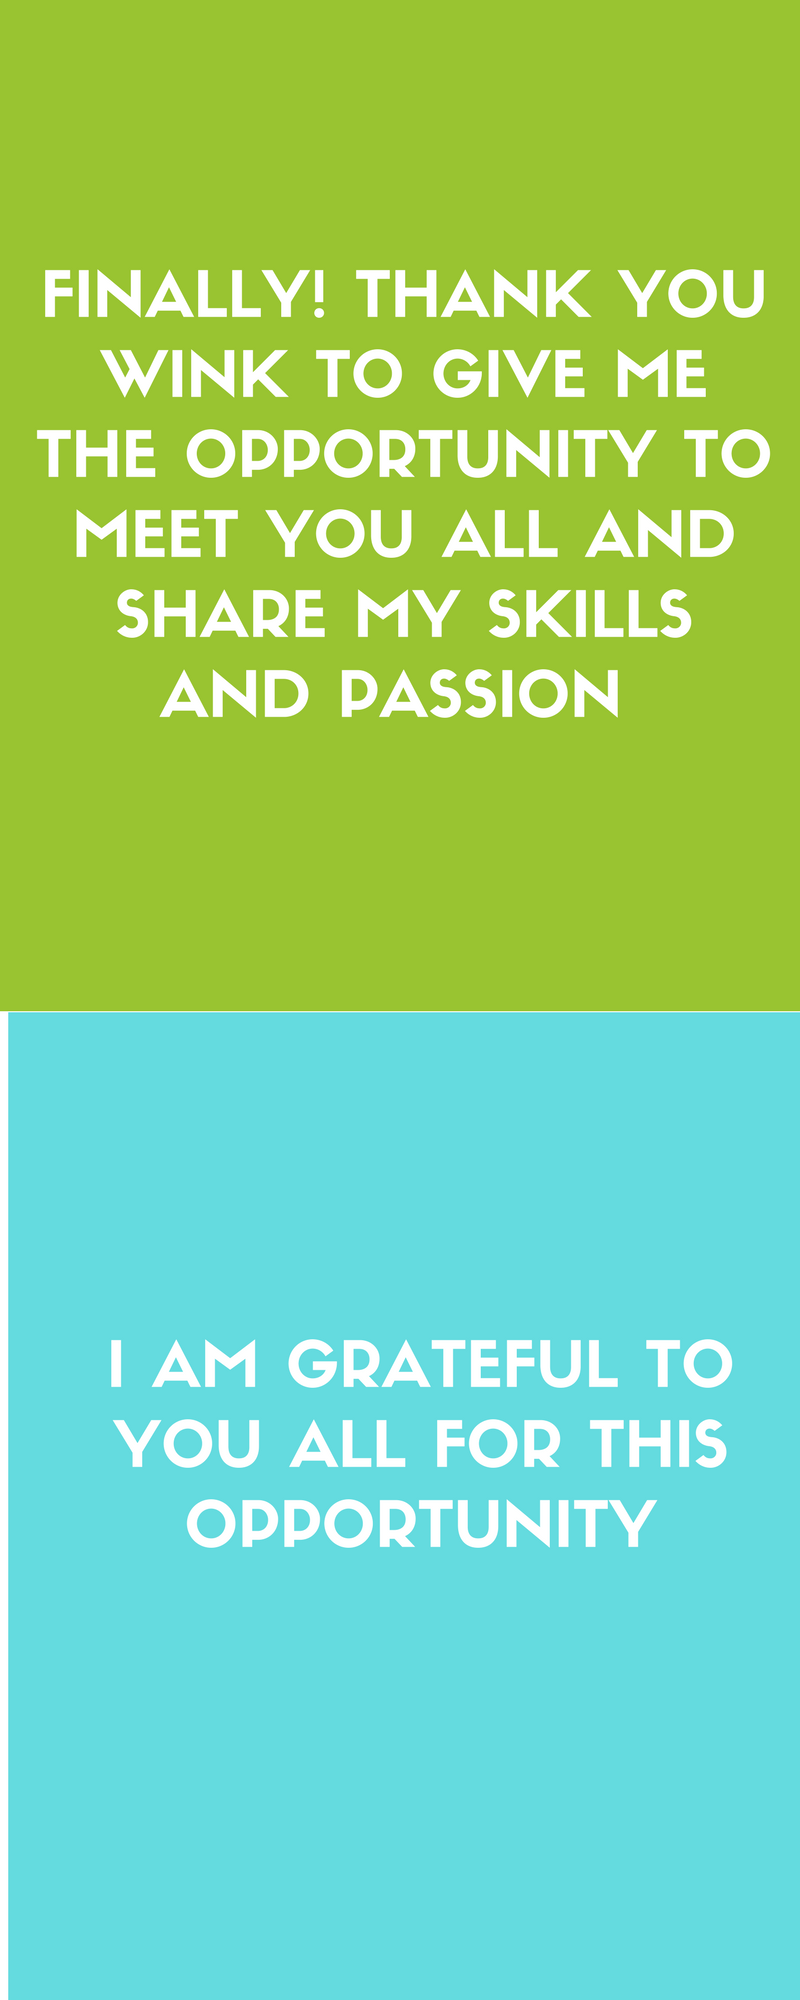 FINALLY! THANK YOU
WINK TO GIVE ME
THE OPPORTUNITY TO
MEET YOU ALL AND
SHARE MY SKILLS
AND PASSION
I AM GRATEFUL TO
YOU ALL FOR THIS
OPPORTUNITY